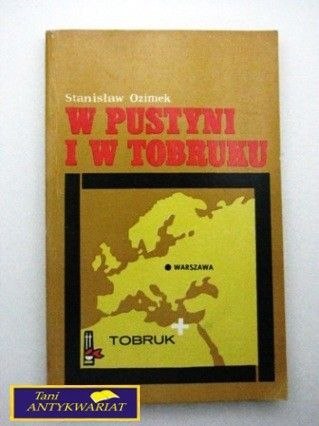 Stanisław Ozimek
W PUSTYNI
I W TOBRUKU
WARSZAWA
TOBRUK
Tani
ANTYKWARIAT